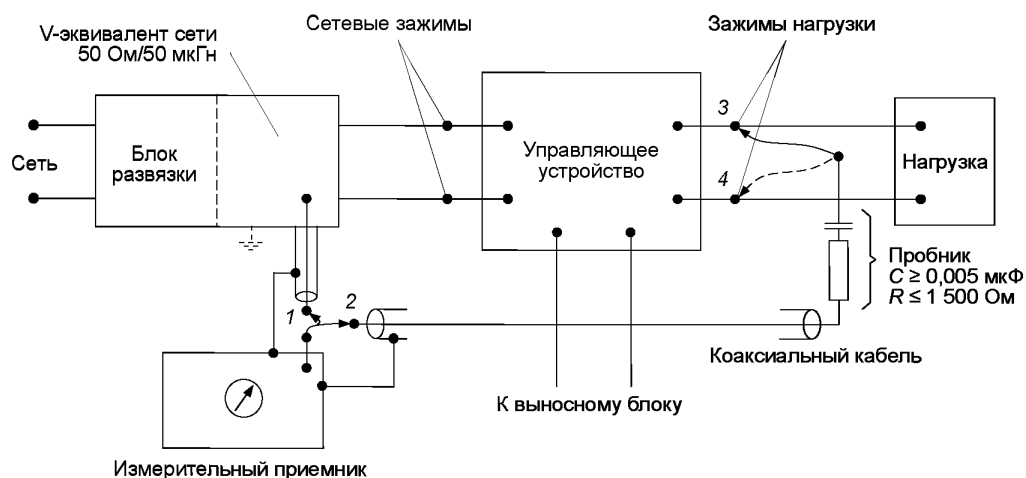 V-эквивалент сети
50 Ом/50 мкГн
Сетевые зажимы
Зажимы нагрузки
Сеть
Блок
развязки
Управляющее
устройство
3
4
Нагрузка
Пробник
C ≥ 0,005 мкФ
R ≤ 1 500 Ом
1
2
Коаксиальный кабель
К выносному блоку
Измерительный приемник